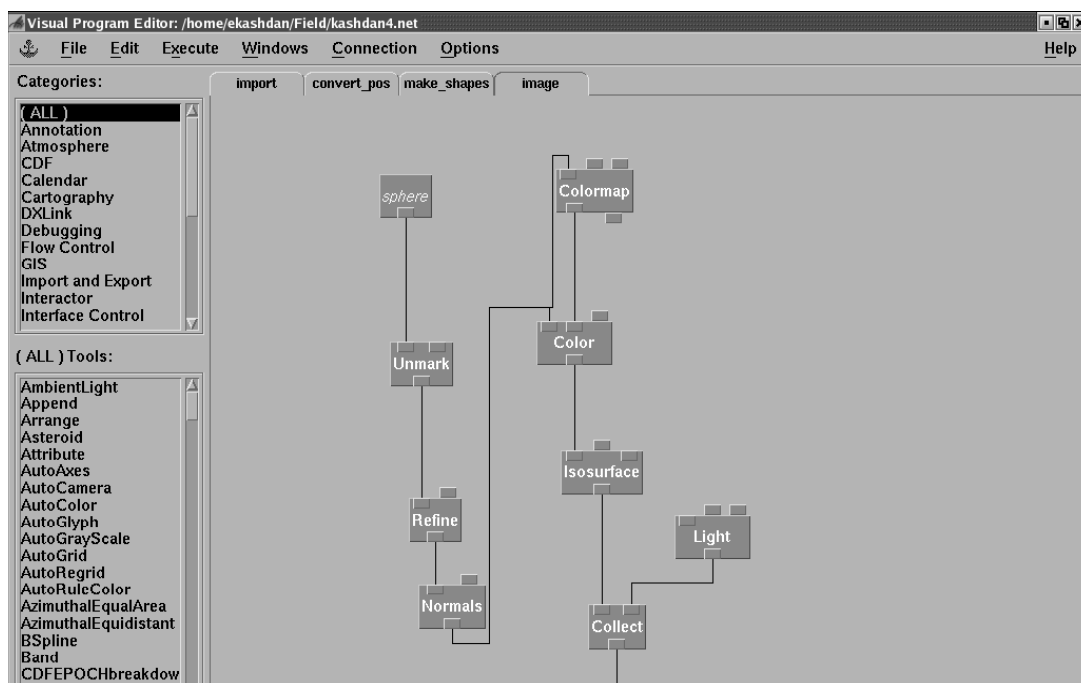 Visual Program Editor: /home/ekashdan/Field/kashdan4.net
File Edit Execute Windows Connection Options Help
Categories:
import convert_pos make_shapes image
( ALL )
Annotation
Atmosphere
CDF
Calendar
Cartography
DXLink
Debugging
Flow Control
GIS
Import and Export
Interactor
Interface Control
( ALL ) Tools:
AmbientLight
Append
Arrange
Asteroid
Attribute
AutoAxes
AutoCamera
AutoColor
AutoGlyph
AutoGrayScale
AutoGrid
AutoRegrid
AutoRuleColor
AzimuthalEqualArea
AzimuthalEquidistant
BSpline
Band
CDFEPOCHbreakdow
sphere
Colormap
Unmark
Color
Isosurface
Refine
Light
Normals
Collect